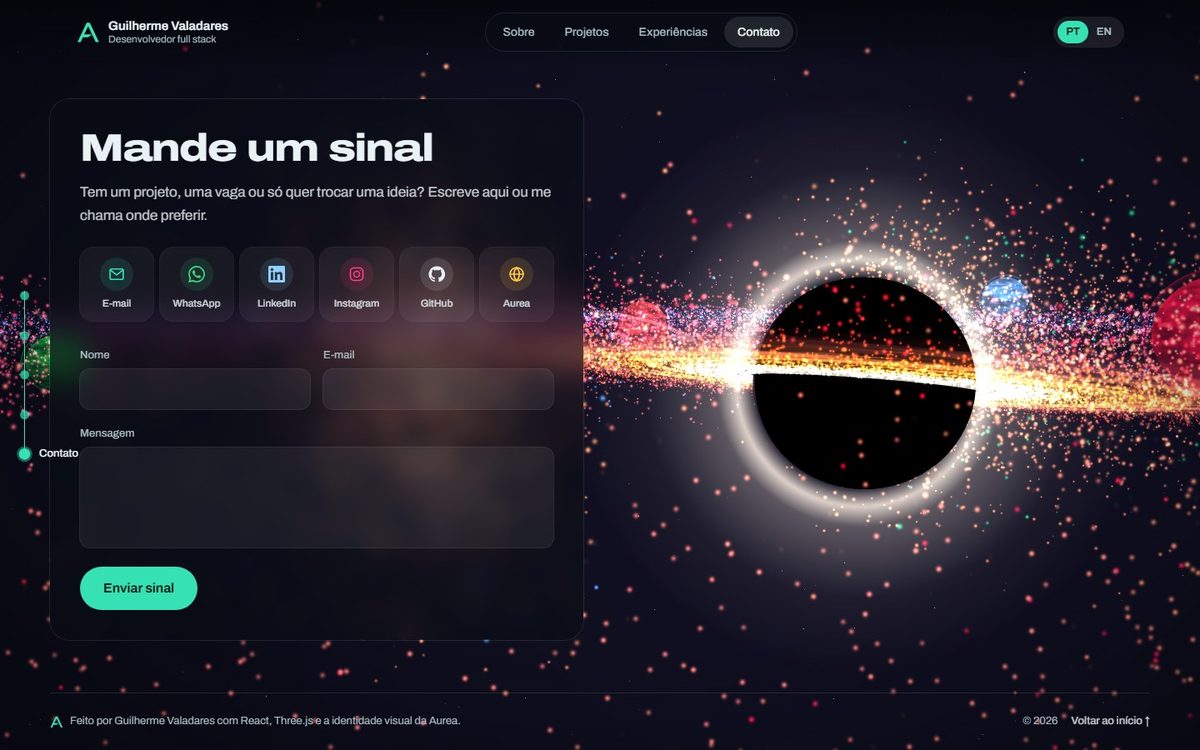 Guilherme Valadares
Desenvolvedor full stack
Sobre Projetos Experiências Contato
PT EN
Mande um sinal
Tem um projeto, uma vaga ou só quer trocar uma ideia? Escreve aqui ou me
chama onde preferir.
E-mail WhatsApp LinkedIn Instagram GitHub Aurea
Nome E-mail
Mensagem
Contato
Enviar sinal
Feito por Guilherme Valadares com React, Three.js e a identidade visual da Aurea.
© 2026 Voltar ao início ↑